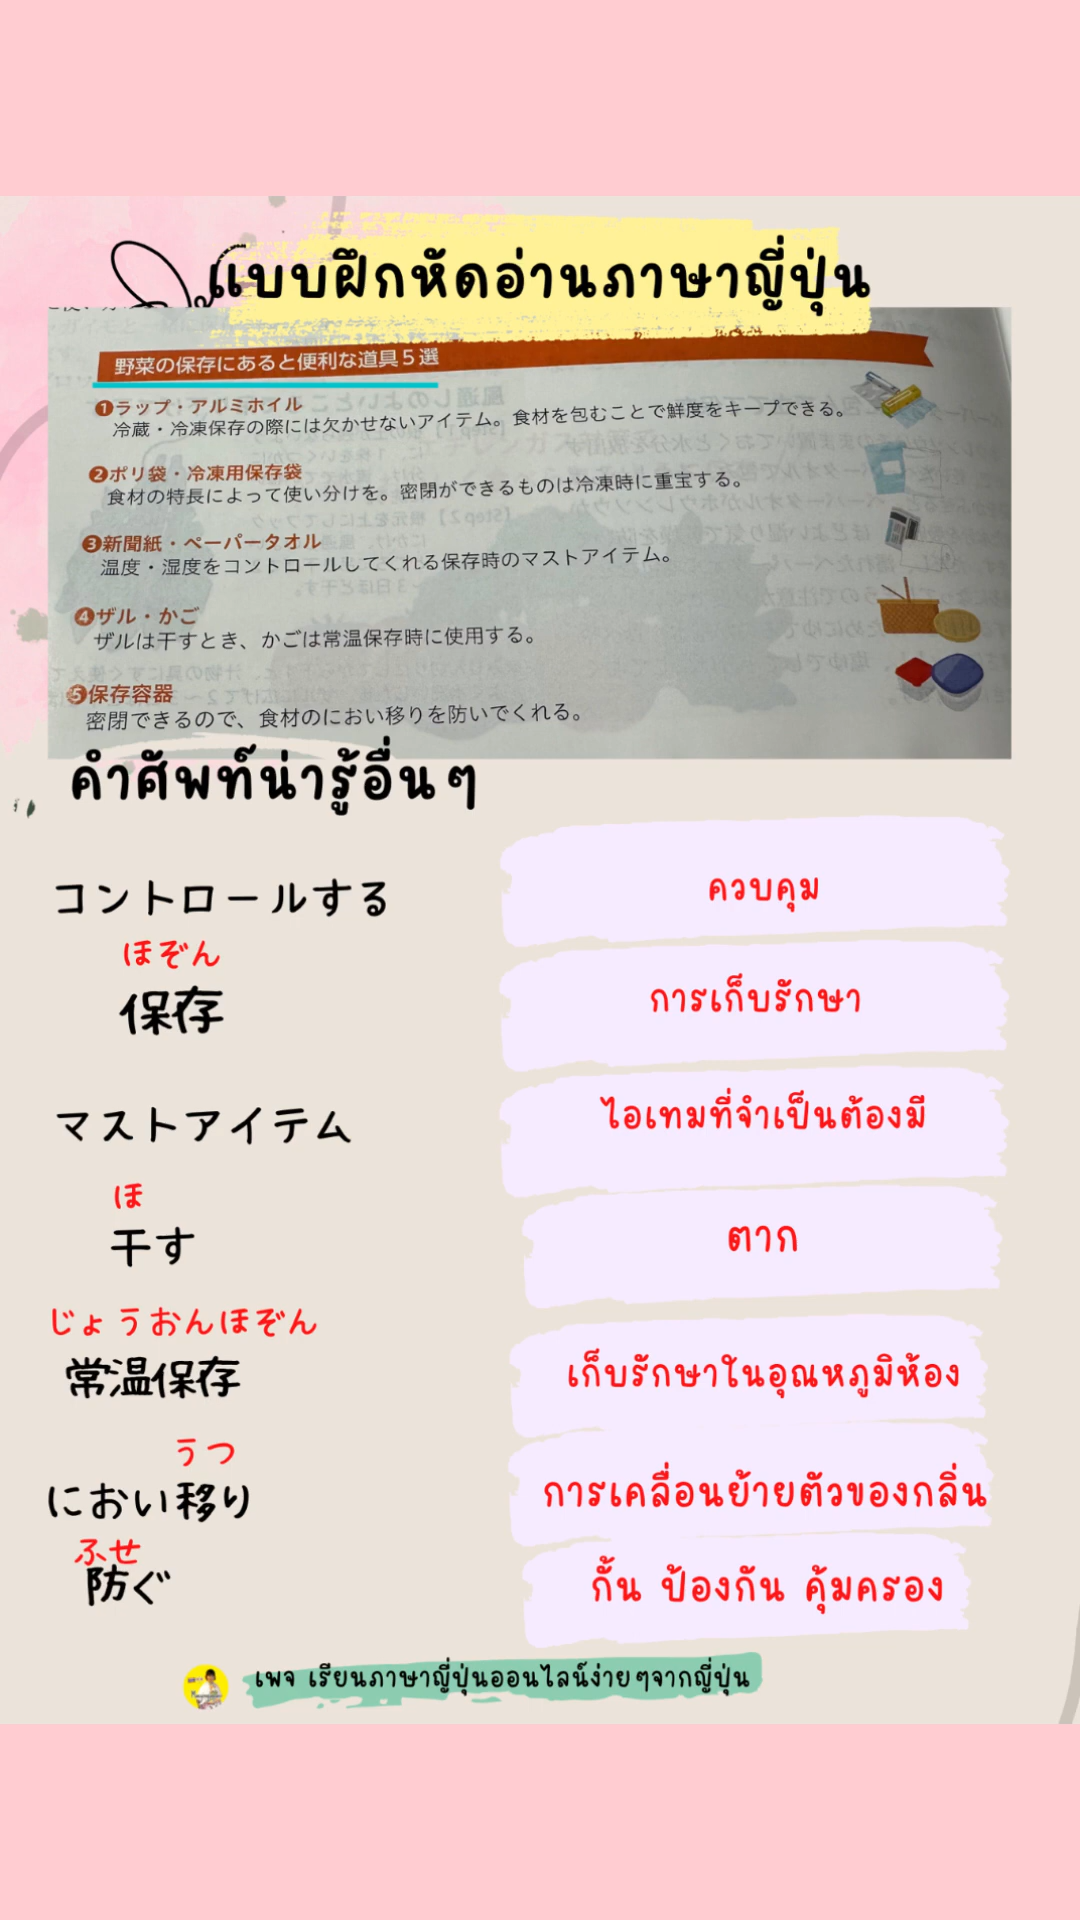 แบบฝึกหัดอ่านภาษาญี่ปุ่น
野菜の保存にあると便利な道具5選
❶ラップ・アルミホイル
冷蔵・冷凍保存の際には欠かせないアイテム。食材を包むことで鮮度をキープできる。
❷ポリ袋・冷凍用保存袋
食材の特長によって使い分けを。密閉ができるものは冷凍時に重宝する。
❸新聞紙・ペーパータオル
温度・湿度をコントロールしてくれる保存時のマストアイテム。
❹ザル・かご
ザルは干すとき、かごは常温保存時に使用する。
❺保存容器
密閉できるので、食材のにおい移りを防いでくれる。
คำศัพท์น่ารู้อื่นๆ
コントロールする
ควบคุม
ほぞん
保存
การเก็บรักษา
マストアイテム
ไอเทมที่จำเป็นต้องมี
ほ
干す
ตาก
じょうおんほぞん
常温保存
เก็บรักษาในอุณหภูมิห้อง
うつ
におい移り
การเคลื่อนย้ายตัวของกลิ่น
ふせ
防ぐ
กั้น ป้องกัน คุ้มครอง
เพจ เรียนภาษาญี่ปุ่นออนไลน์ง่ายๆจากญี่ปุ่น